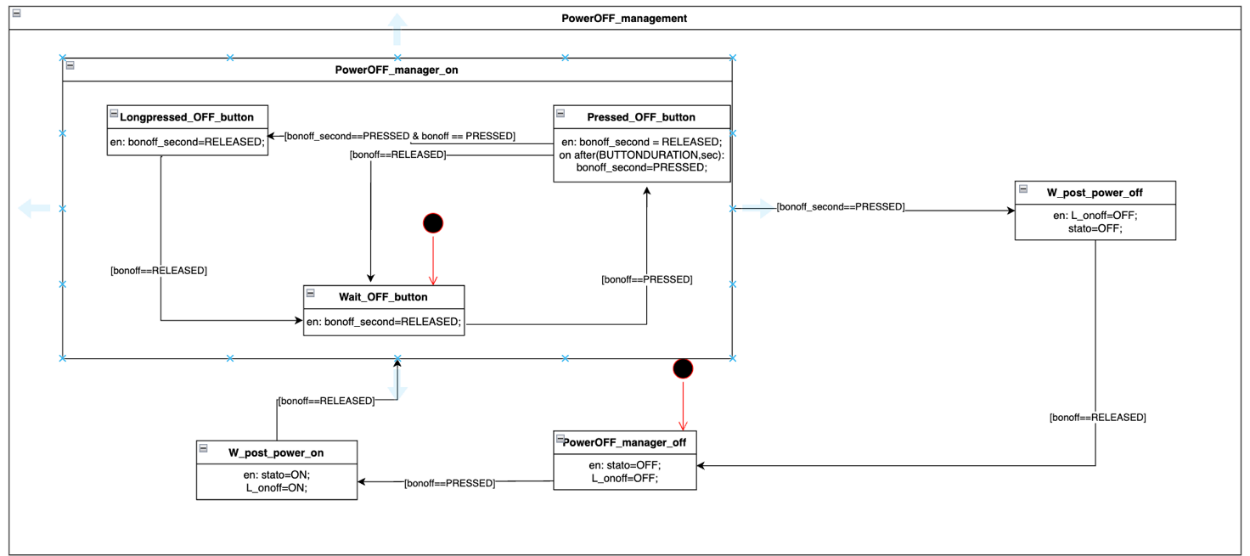 PowerOFF_management
PowerOFF_manager_on
Longpressed_OFF_button
en: bonoff_second=RELEASED;
[bonoff_second==PRESSED & bonoff == PRESSED]
[bonoff==RELEASED]
Pressed_OFF_button
en: bonoff_second = RELEASED;
on after(BUTTONDURATION,sec):
bonoff_second=PRESSED;
W_post_power_off
en: L_onoff=OFF;
stato=OFF;
[bonoff_second==PRESSED]
[bonoff==RELEASED]
[bonoff==PRESSED]
Wait_OFF_button
en: bonoff_second=RELEASED;
[bonoff==RELEASED]
[bonoff==RELEASED]
W_post_power_on
en: stato=ON;
L_onoff=ON;
[bonoff==PRESSED]
PowerOFF_manager_off
en: stato=OFF;
L_onoff=OFF;